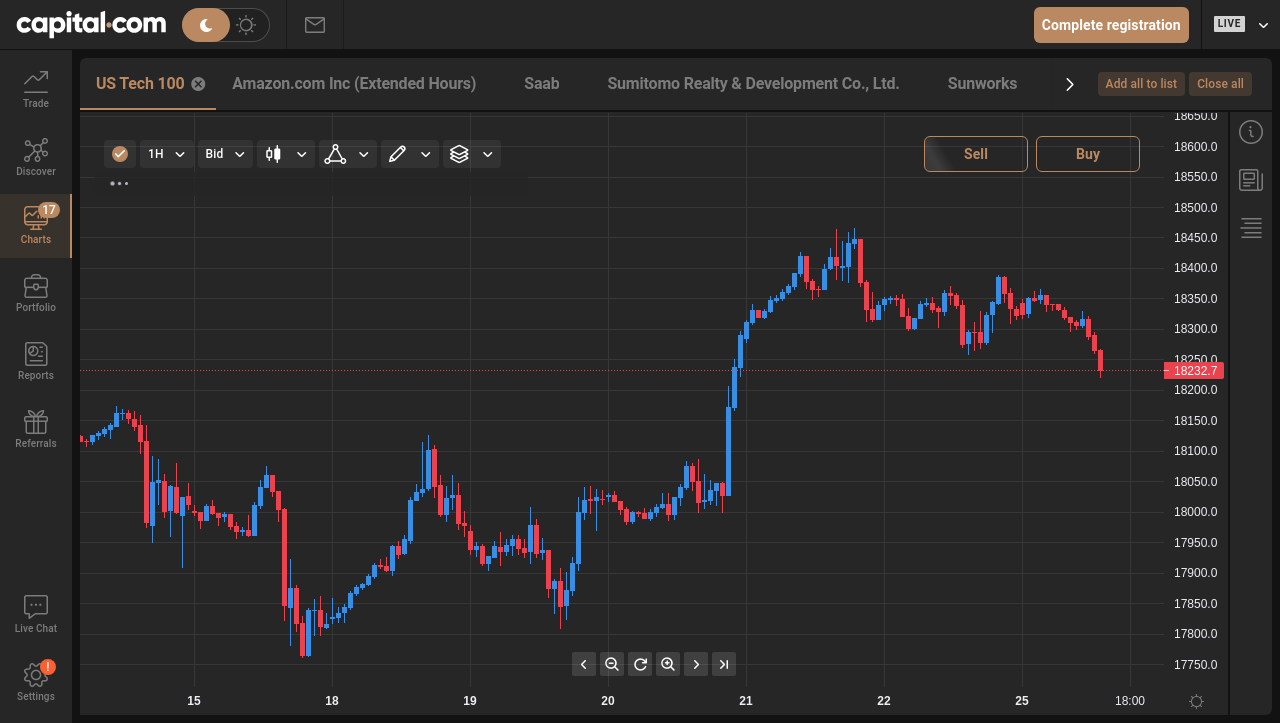 capital.com
Complete registration
LIVE
Trade
Discover
17
Charts
Portfolio
Reports
Referrals
Live Chat
!
Settings
US Tech 100
Amazon.com Inc (Extended Hours)
Saab
Sumitomo Realty & Development Co., Ltd.
Sunworks
Add all to list
Close all
1H
Bid
Sell
Buy
18650.0
18600.0
18550.0
18500.0
18450.0
18400.0
18350.0
18300.0
18250.0
18232.7
18200.0
18150.0
18100.0
18050.0
18000.0
17950.0
17900.0
17850.0
17800.0
17750.0
15
18
19
20
21
22
25
18:00